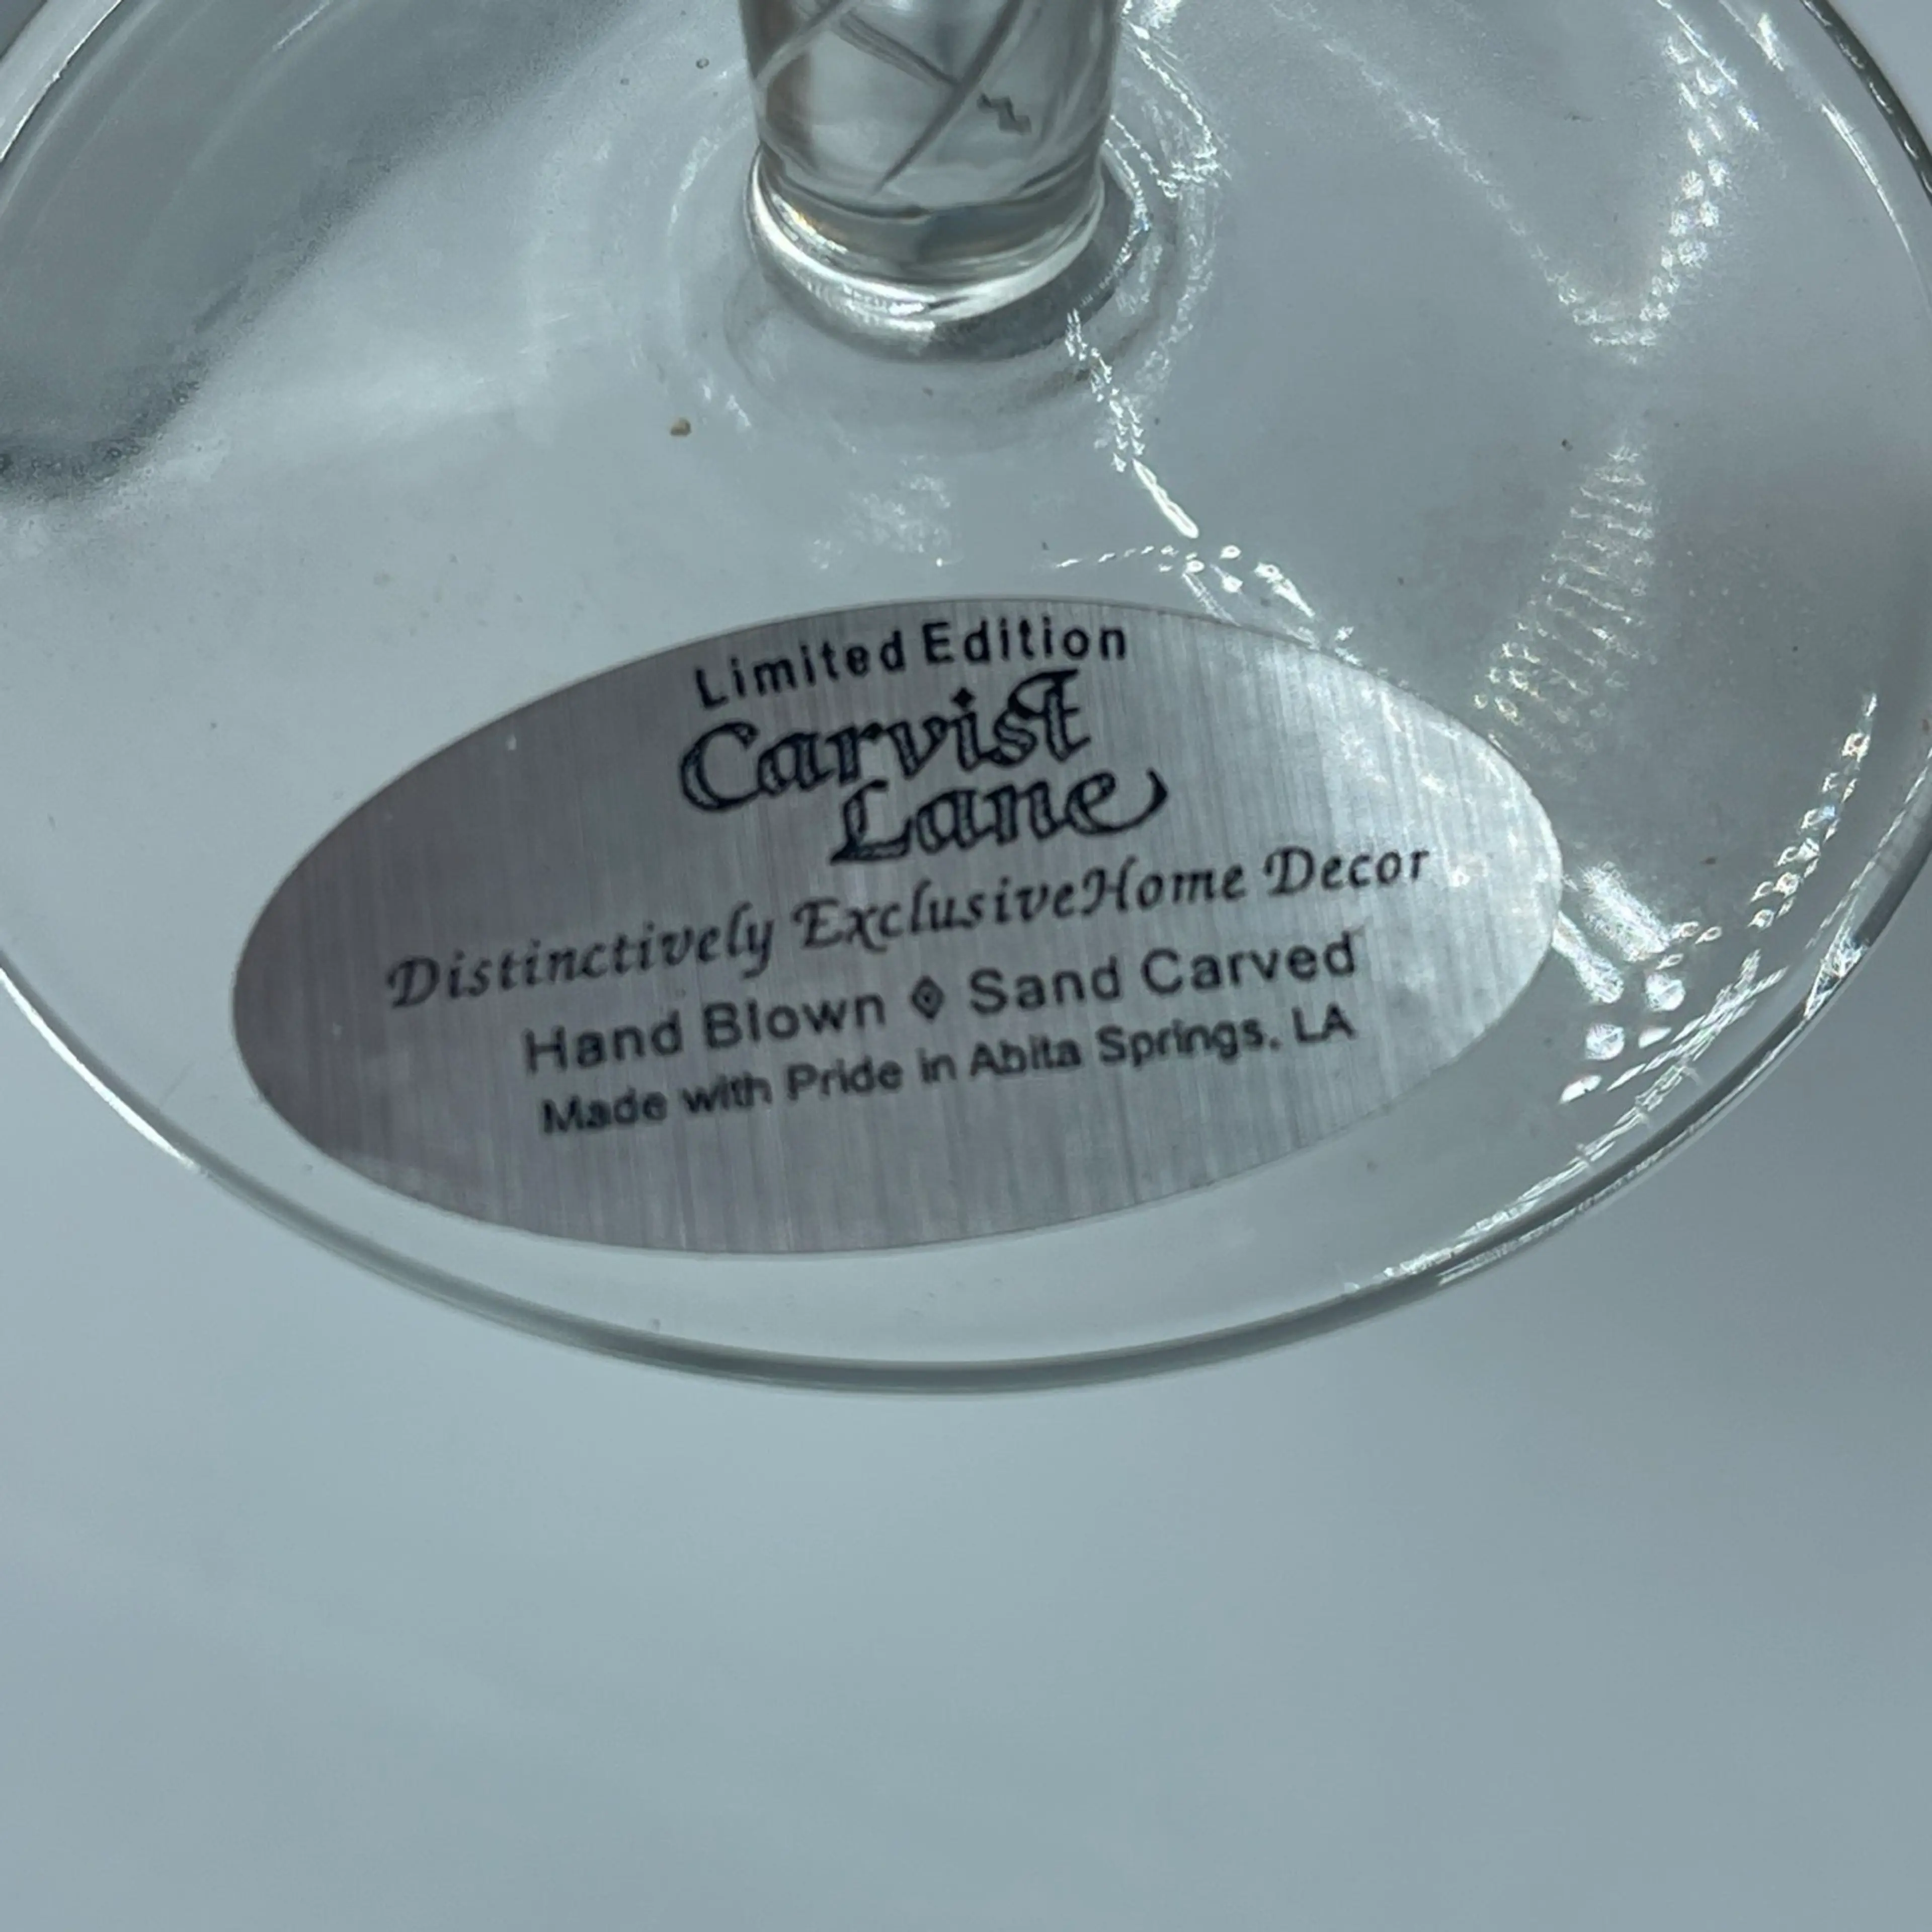 Limited Edition
Carvist
Lane
Distinctively ExclusiveHome Decor
Hand Blown ◈ Sand Carved
Made with Pride in Abita Springs, LA